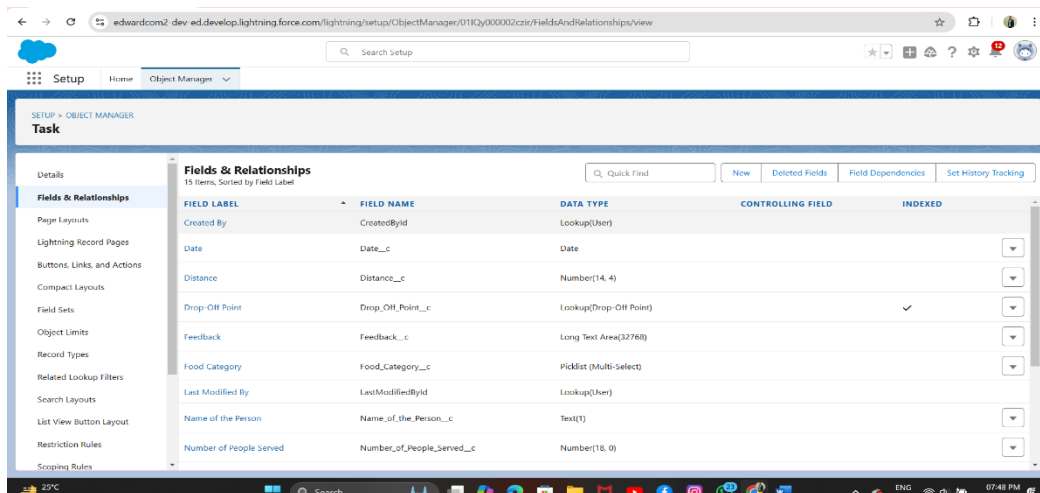 edwardcom2-dev-ed.develop.lightning.force.com/lightning/setup/ObjectManager/01IQy000002czir/FieldsAndRelationships/view
Search Setup
12
Setup Home Object Manager
SETUP > OBJECT MANAGER
Task
Details
Fields & Relationships
Page Layouts
Lightning Record Pages
Buttons, Links, and Actions
Compact Layouts
Field Sets
Object Limits
Record Types
Related Lookup Filters
Search Layouts
List View Button Layout
Restriction Rules
Scoping Rules
Fields & Relationships
15 Items, Sorted by Field Label
Quick Find New Deleted Fields Field Dependencies Set History Tracking
FIELD LABEL FIELD NAME DATA TYPE CONTROLLING FIELD INDEXED
Created By CreatedById Lookup(User)
Date Date__c Date
Distance Distance__c Number(14, 4)
Drop-Off Point Drop_Off_Point__c Lookup(Drop-Off Point)
Feedback Feedback__c Long Text Area(32768)
Food Category Food_Category__c Picklist (Multi-Select)
Last Modified By LastModifiedById Lookup(User)
Name of the Person Name_of_the_Person__c Text(1)
Number of People Served Number_of_People_Served__c Number(18, 0)
25°C Search 23 ENG 07:48 PM